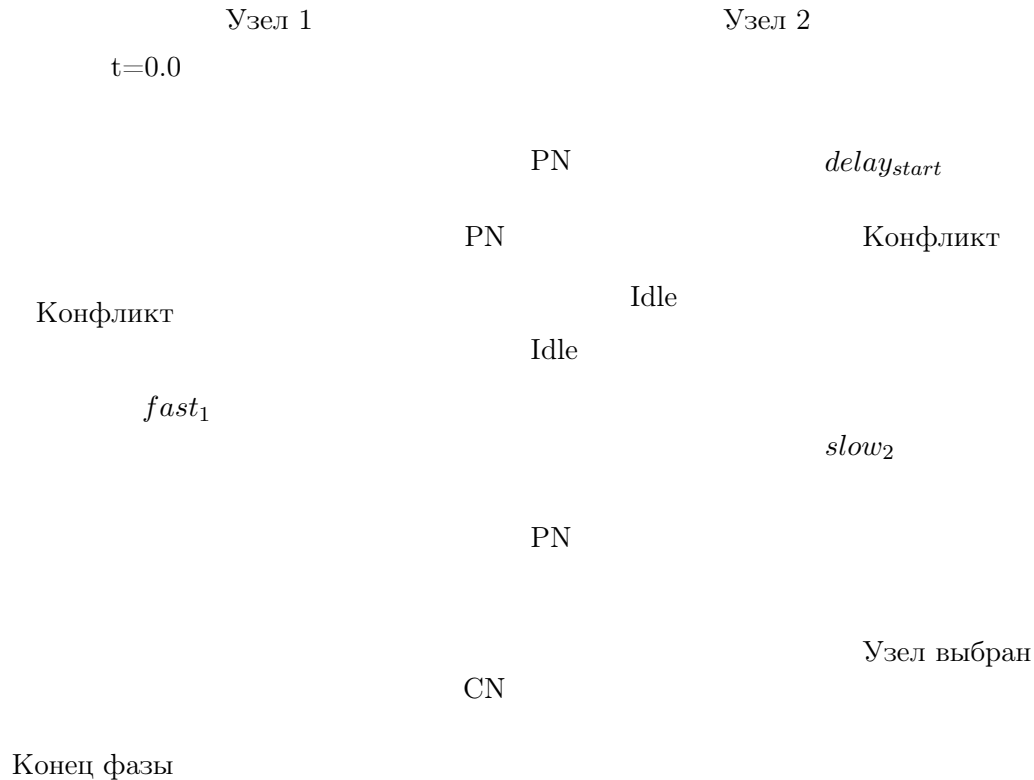 Узел 1 Узел 2
t=0.0
PN delay_start
PN Конфликт
Idle
Конфликт
Idle
fast_1
slow_2
PN
Узел выбран
CN
Конец фазы